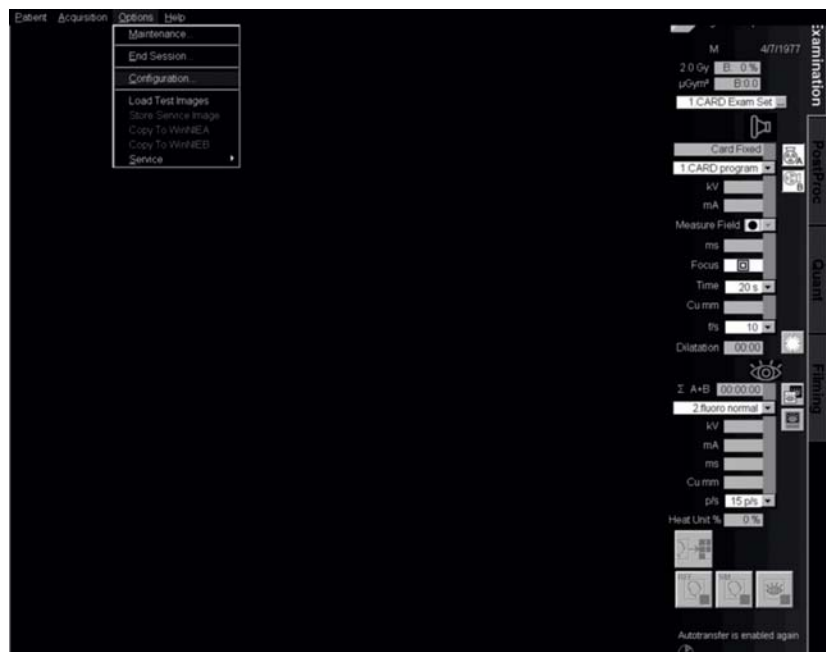 Patient Acquisition Options Help
Maintenance...
End Session...
Configuration...
Load Test Images
Store Service Image
Copy To WinNIEA
Copy To WinNIEB
Service
M 4/7/1977
2.0 Gy B: 0 %
µGym² B:0.0
1.CARD Exam Set ...
Card Fixed
A
1.CARD program
B
kV
mA
Measure Field
ms
Focus
Time 20 s
Cu mm
f/s 10
Dilatation 00:00
Σ A+B 00:00:00
2.fluoro normal
kV
mA
ms
Cu mm
p/s 15 p/s
Heat Unit % 0 %
Autotransfer is enabled again
Examination
PostProc
Quant
Filming